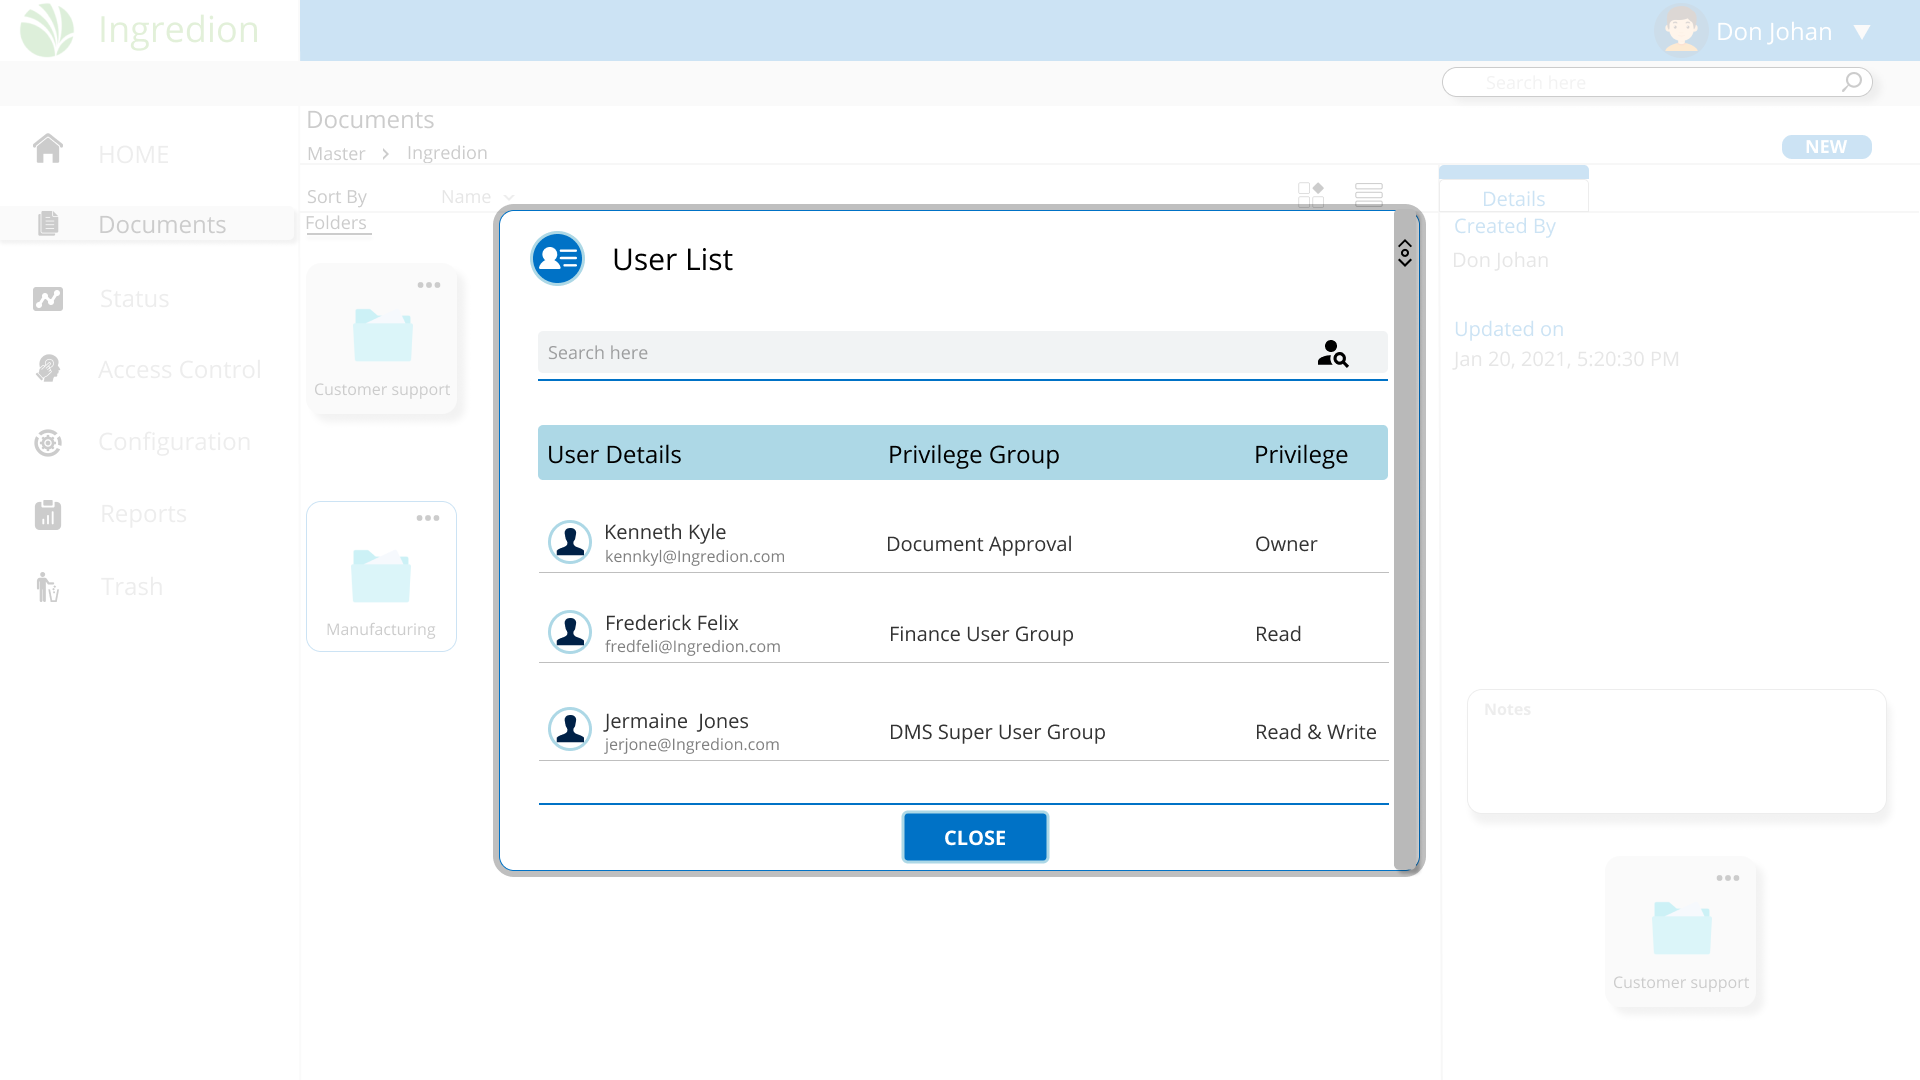 Ingredion
Don Johan
Search here
HOME
Documents
Status
Access Control
Configuration
Reports
Trash
Documents
Master > Ingredion
NEW
Sort By Name
Folders
Customer support
Manufacturing
User List
Search here
User Details Privilege Group Privilege
Kenneth Kyle
kennkyl@Ingredion.com
Document Approval Owner
Frederick Felix
fredfeli@Ingredion.com
Finance User Group Read
Jermaine Jones
jerjone@Ingredion.com
DMS Super User Group Read & Write
CLOSE
Details
Created By
Don Johan
Updated on
Jan 20, 2021, 5:20:30 PM
Notes
Customer support